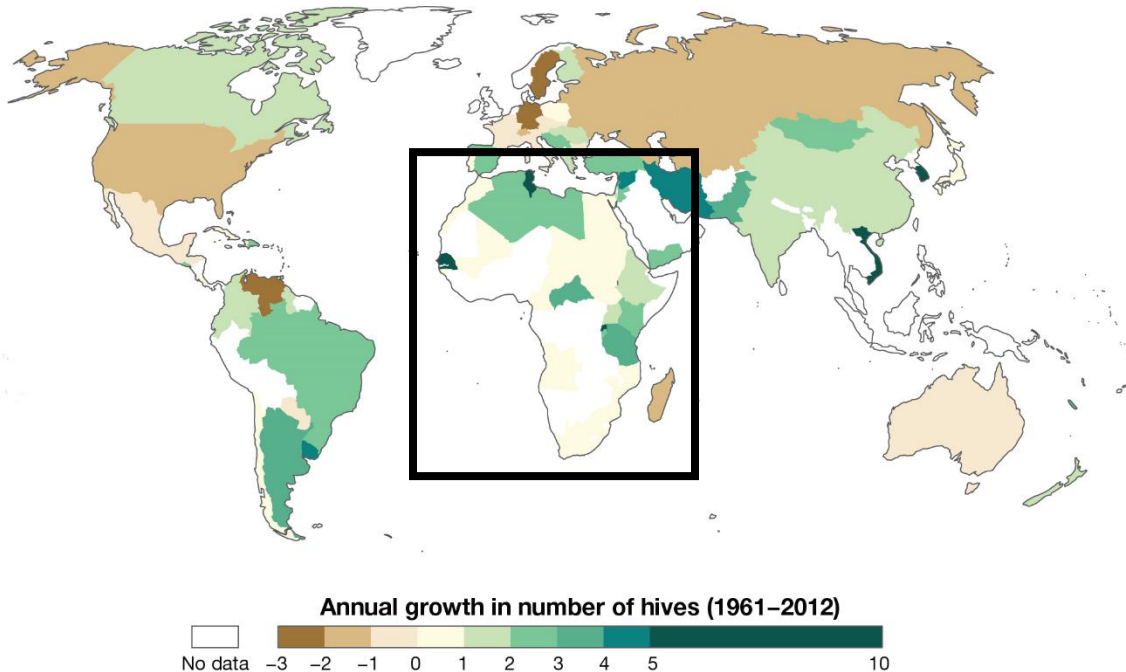 Annual growth in number of hives (1961–2012)
No data −3 −2 −1 0 1 2 3 4 5 10